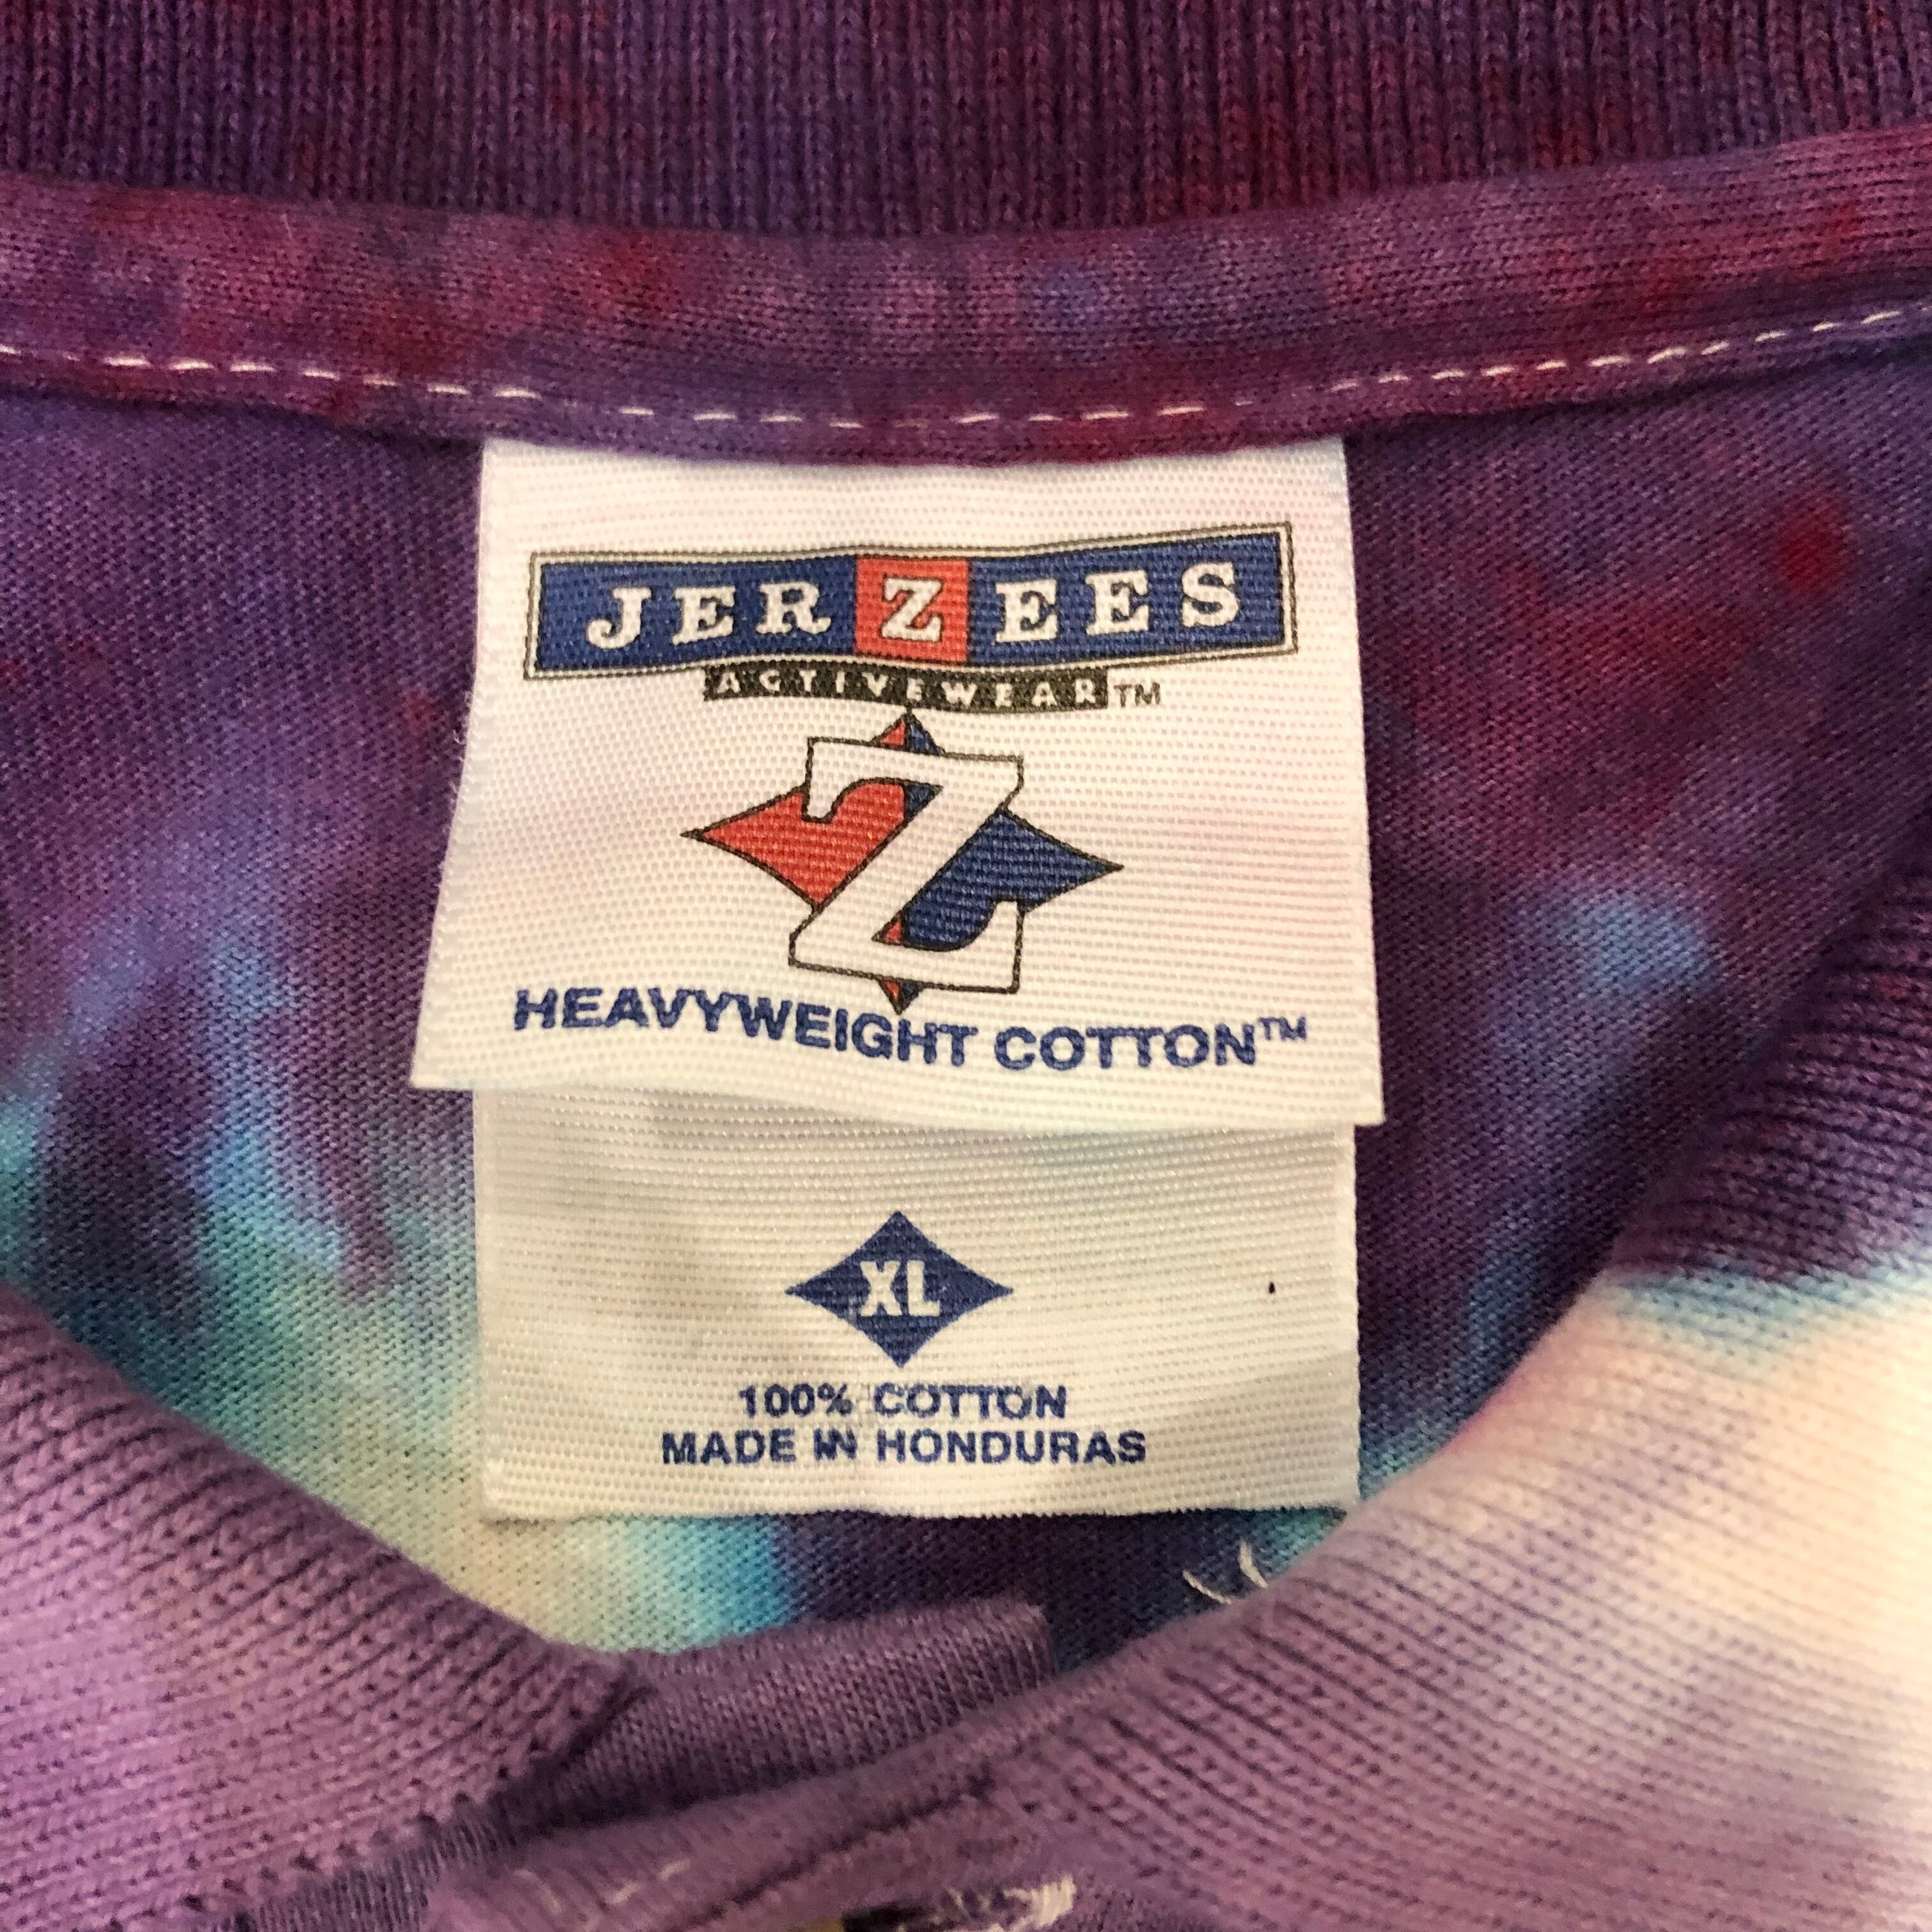 JERZEES
ACTIVEWEAR™
Z
HEAVYWEIGHT COTTON™
XL
100% COTTON
MADE IN HONDURAS